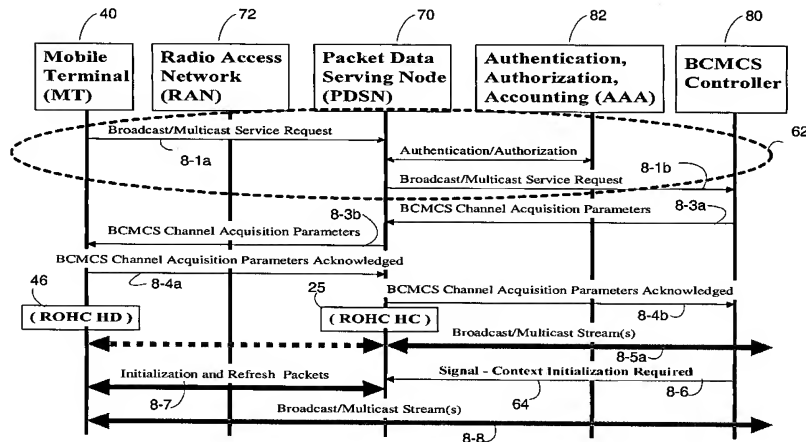 40
72
70
82
80
Mobile
Terminal
(MT)
Radio Access
Network
(RAN)
Packet Data
Serving Node
(PDSN)
Authentication,
Authorization,
Accounting (AAA)
BCMCS
Controller
Broadcast/Multicast Service Request
8-1a
Authentication/Authorization
62
8-1b
Broadcast/Multicast Service Request
8-3b
BCMCS Channel Acquisition Parameters
8-3a
BCMCS Channel Acquisition Parameters
BCMCS Channel Acquisition Parameters Acknowledged
8-4a
46
25
BCMCS Channel Acquisition Parameters Acknowledged
8-4b
(ROHC HD)
(ROHC HC)
Broadcast/Multicast Stream(s)
8-5a
Initialization and Refresh Packets
8-7
Signal - Context Initialization Required
64
8-6
Broadcast/Multicast Stream(s)
8-8